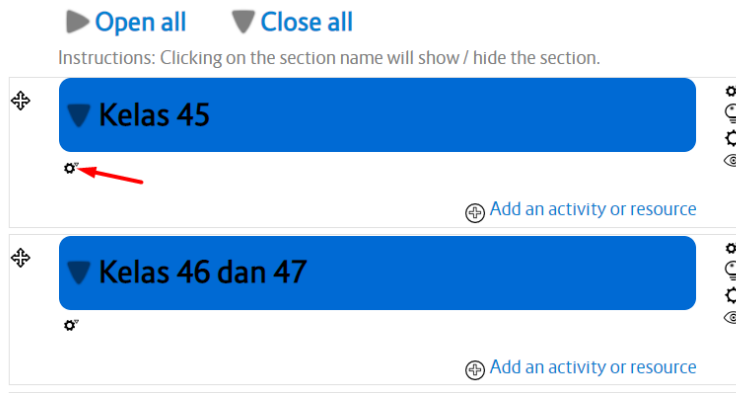 Open all Close all
Instructions: Clicking on the section name will show / hide the section.
Kelas 45
Add an activity or resource
Kelas 46 dan 47
Add an activity or resource